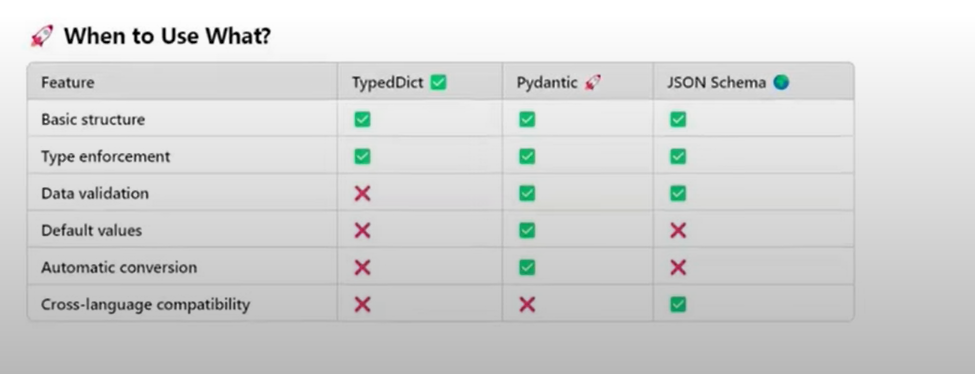 🚀 When to Use What?
Feature TypedDict ✅ Pydantic 🚀 JSON Schema 🌍
Basic structure ✅ ✅ ✅
Type enforcement ✅ ✅ ✅
Data validation ❌ ✅ ✅
Default values ❌ ✅ ❌
Automatic conversion ❌ ✅ ❌
Cross-language compatibility ❌ ❌ ✅